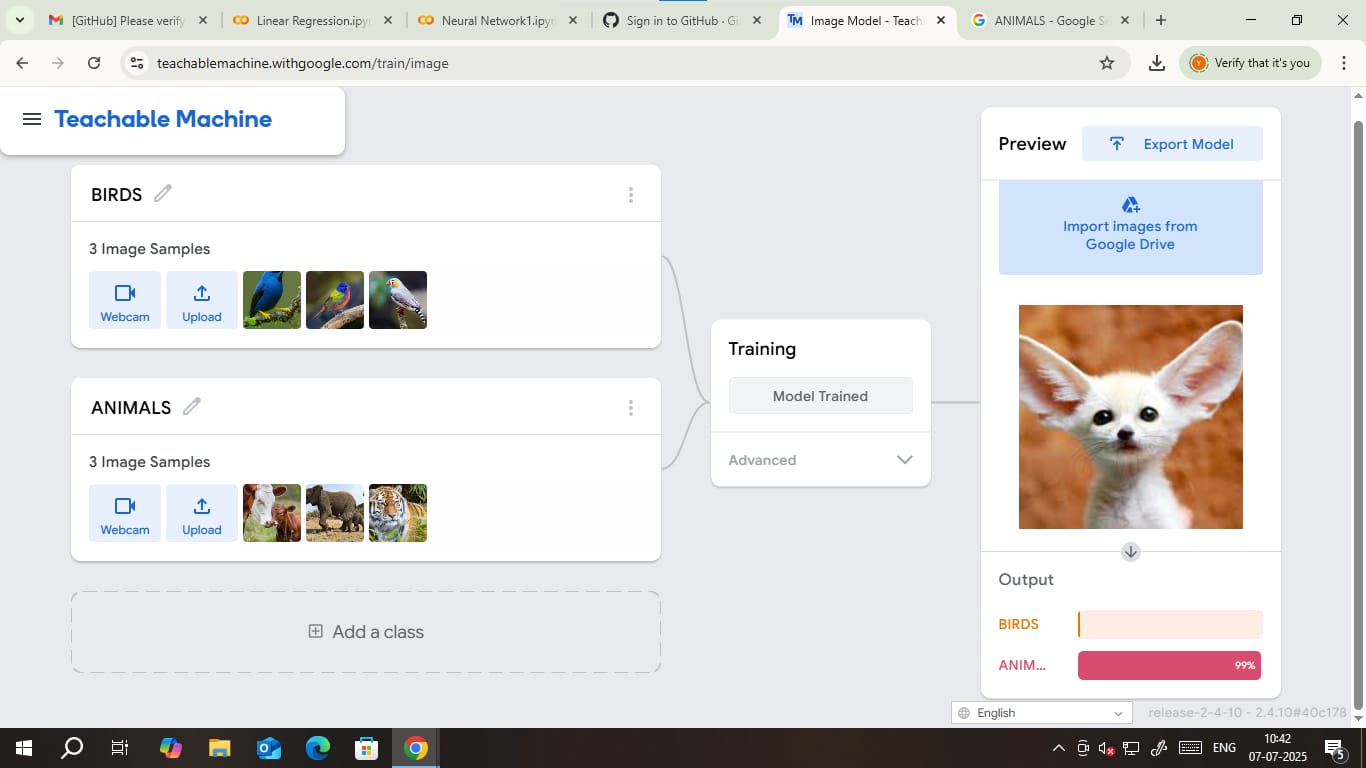 [GitHub] Please verify
Linear Regression.ipyn
Neural Network1.ipyn
Sign in to GitHub · Gi
Image Model - Teach
ANIMALS - Google Se
teachablemachine.withgoogle.com/train/image
Verify that it's you
Teachable Machine
BIRDS
3 Image Samples
Webcam
Upload
ANIMALS
3 Image Samples
Webcam
Upload
Add a class
Training
Model Trained
Advanced
Preview
Export Model
Import images from
Google Drive
Output
BIRDS
ANIM...
99%
English
release-2-4-10 - 2.4.10#40c178
ENG
10:42
07-07-2025
5